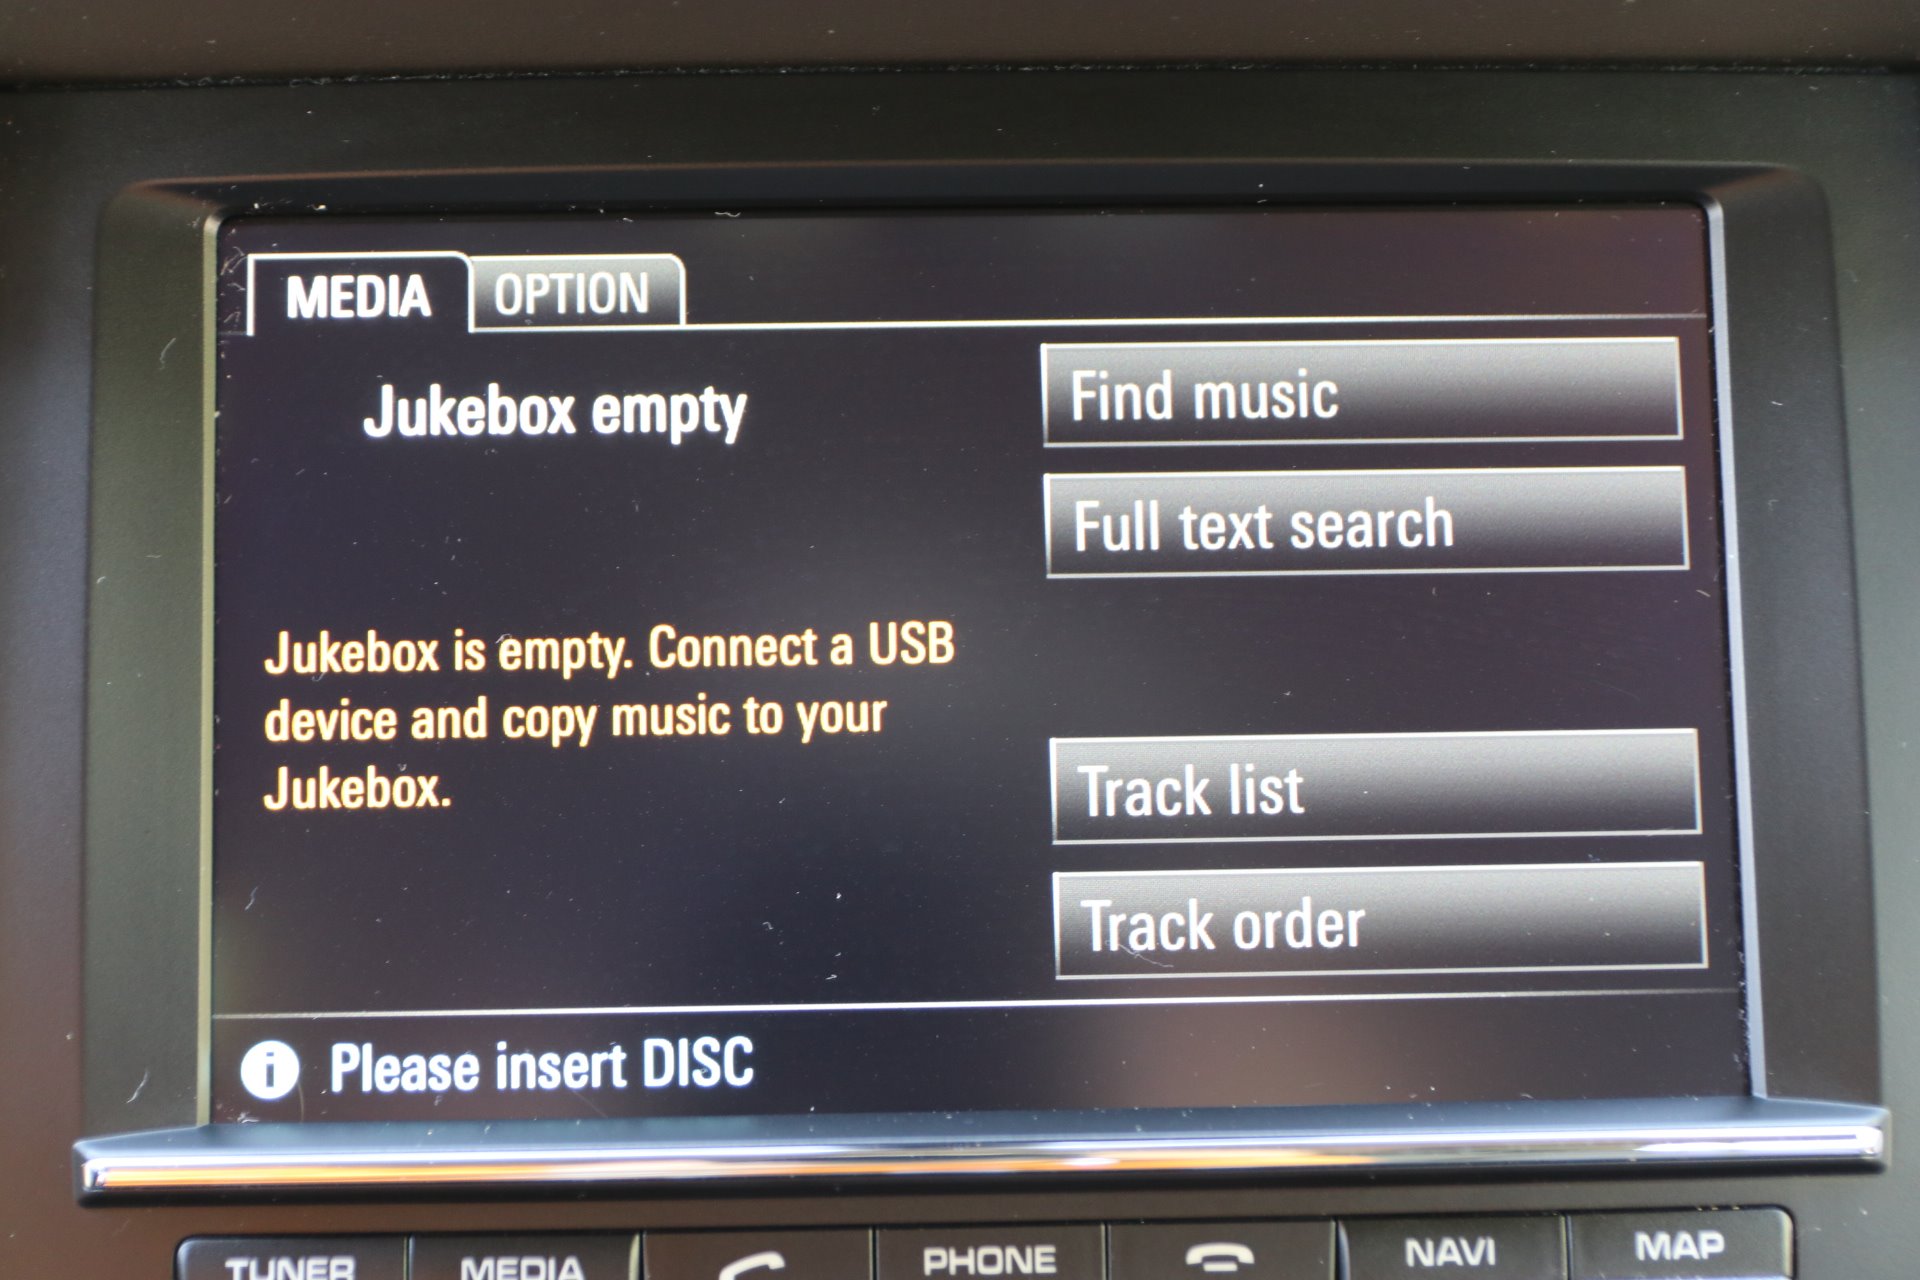 MEDIA
OPTION
Jukebox empty
Find music
Full text search
Jukebox is empty. Connect a USB
device and copy music to your
Jukebox.
Track list
Track order
Please insert DISC
TUNER
MEDIA
PHONE
NAVI
MAP